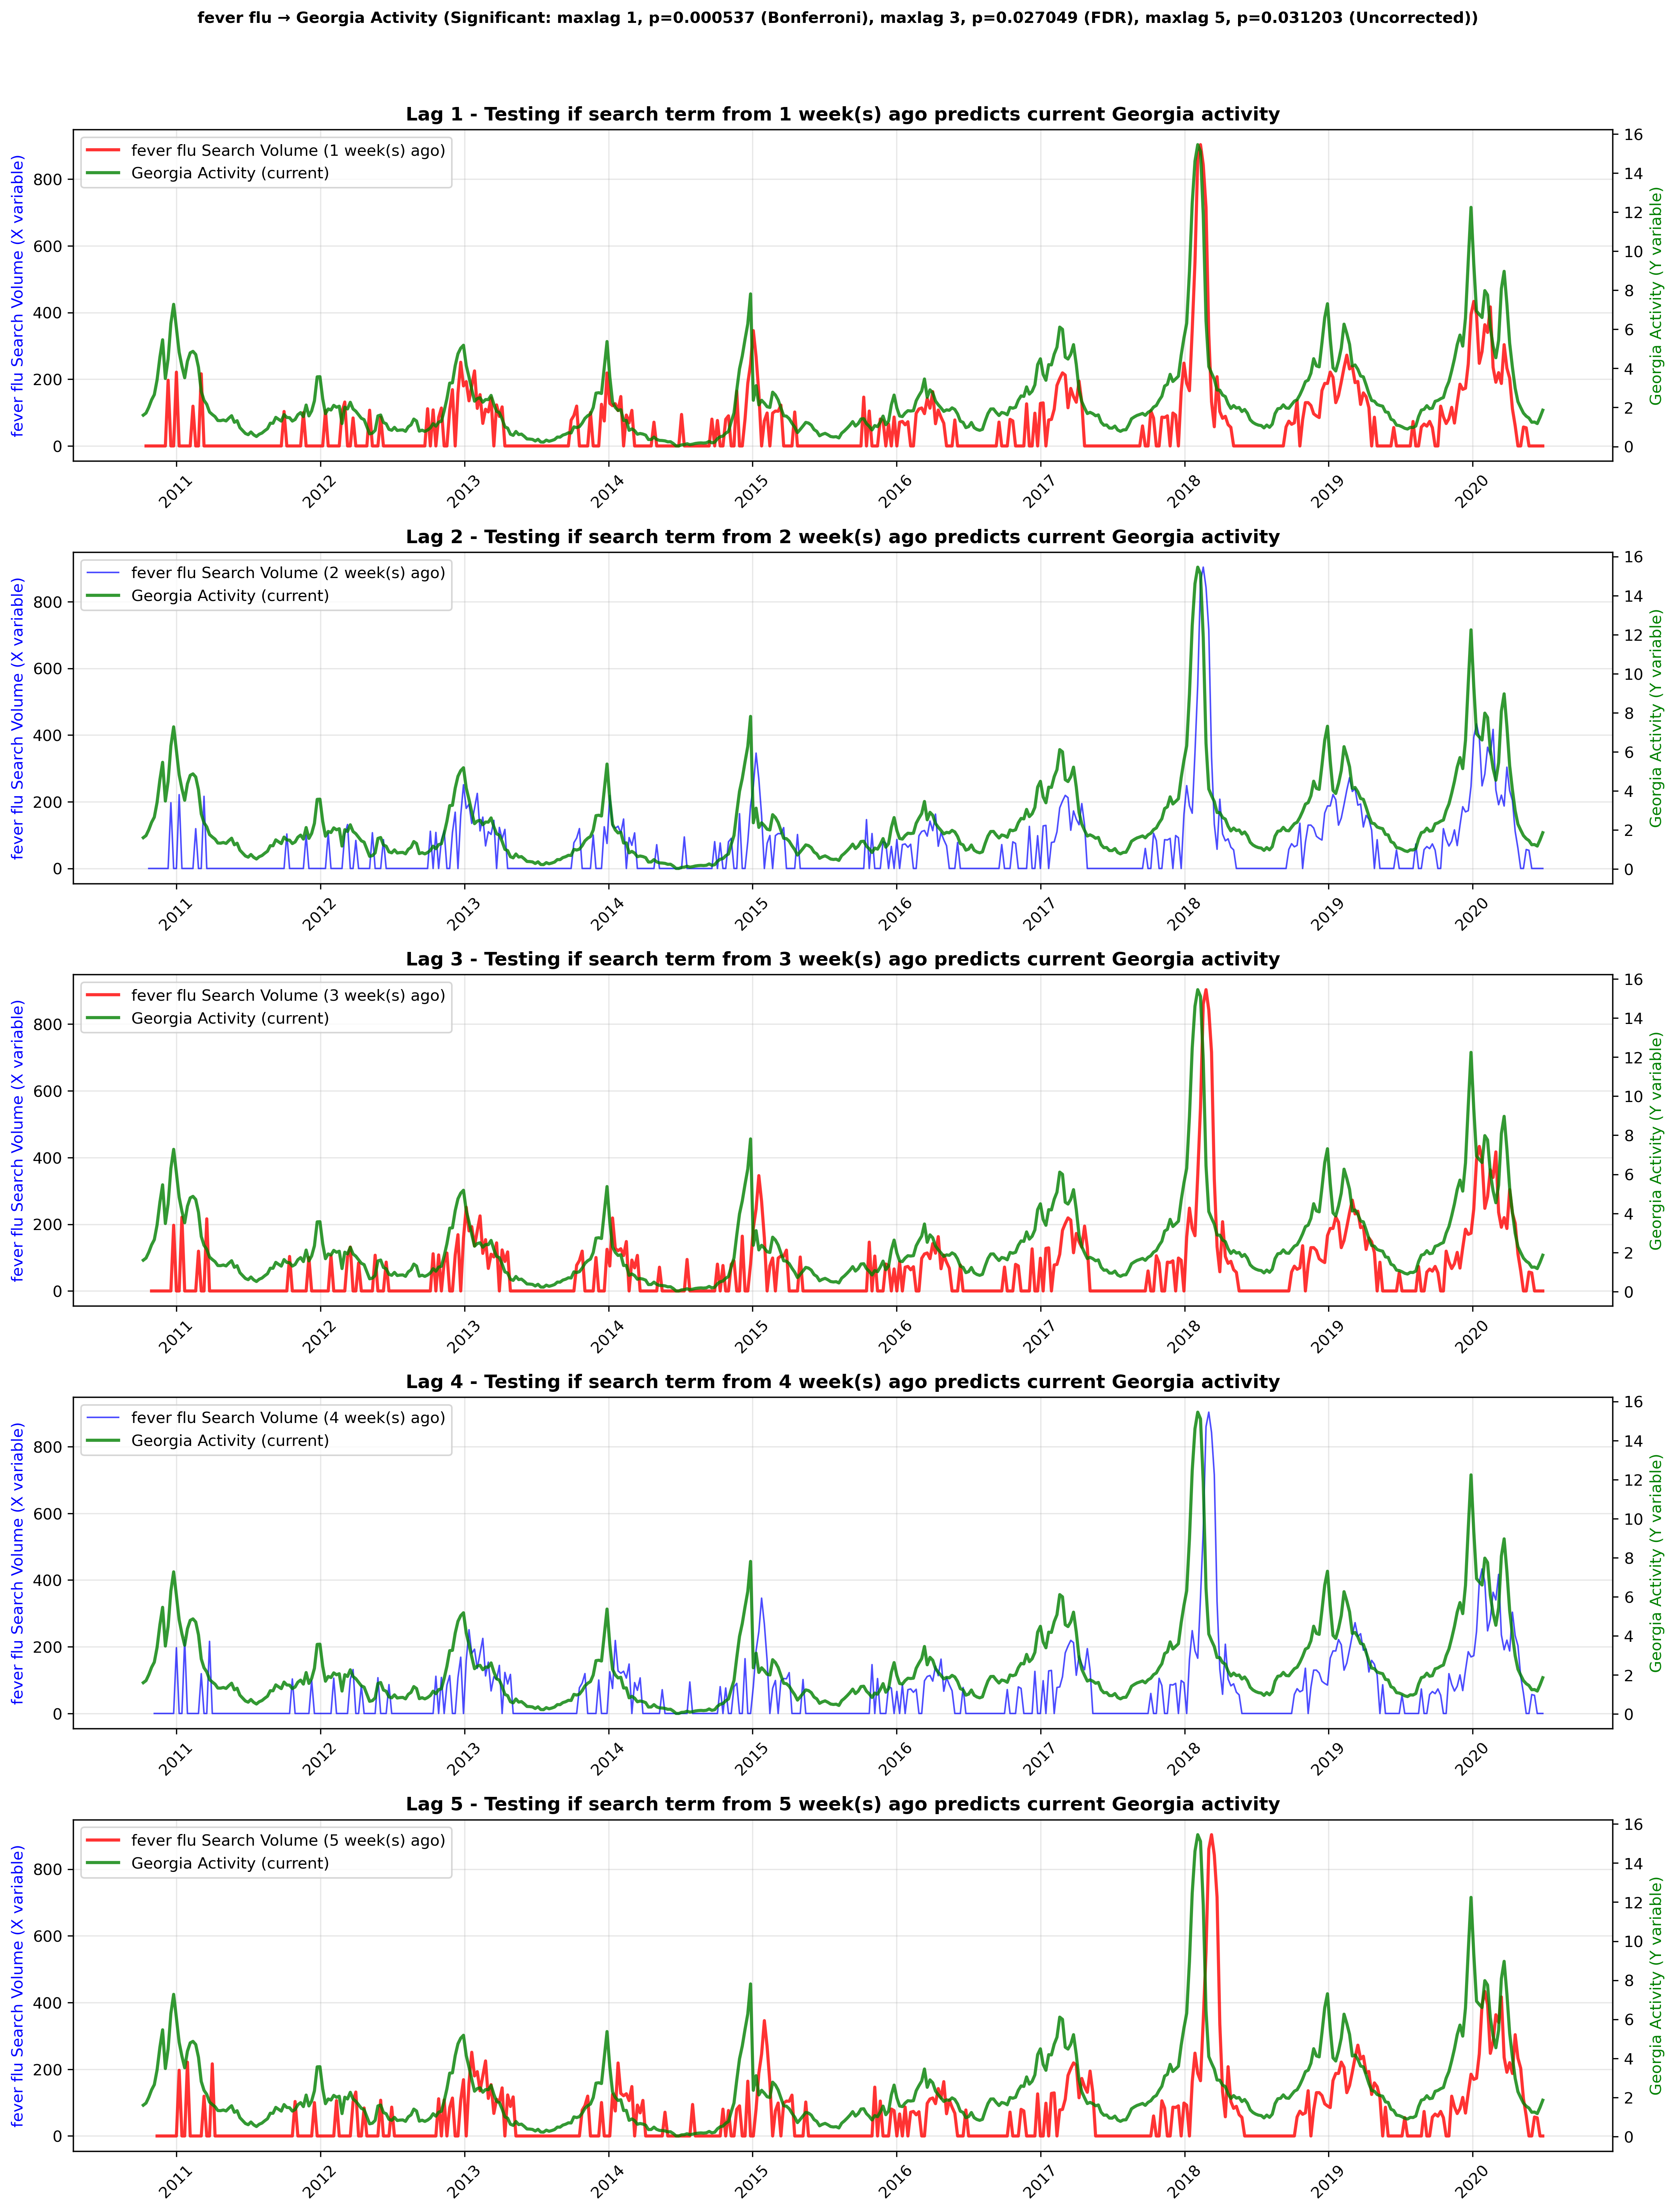 fever flu → Georgia Activity (Significant: maxlag 1, p=0.000537 (Bonferroni), maxlag 3, p=0.027049 (FDR), maxlag 5, p=0.031203 (Uncorrected))
Lag 1 - Testing if search term from 1 week(s) ago predicts current Georgia activity
fever flu Search Volume (1 week(s) ago)
Georgia Activity (current)
fever flu Search Volume (X variable)
800
600
400
200
0
16
14
12
10
8
6
4
2
0
Georgia Activity (Y variable)
2011 2012 2013 2014 2015 2016 2017 2018 2019 2020
Lag 2 - Testing if search term from 2 week(s) ago predicts current Georgia activity
fever flu Search Volume (2 week(s) ago)
Georgia Activity (current)
fever flu Search Volume (X variable)
800
600
400
200
0
16
14
12
10
8
6
4
2
0
Georgia Activity (Y variable)
2011 2012 2013 2014 2015 2016 2017 2018 2019 2020
Lag 3 - Testing if search term from 3 week(s) ago predicts current Georgia activity
fever flu Search Volume (3 week(s) ago)
Georgia Activity (current)
fever flu Search Volume (X variable)
800
600
400
200
0
16
14
12
10
8
6
4
2
0
Georgia Activity (Y variable)
2011 2012 2013 2014 2015 2016 2017 2018 2019 2020
Lag 4 - Testing if search term from 4 week(s) ago predicts current Georgia activity
fever flu Search Volume (4 week(s) ago)
Georgia Activity (current)
fever flu Search Volume (X variable)
800
600
400
200
0
16
14
12
10
8
6
4
2
0
Georgia Activity (Y variable)
2011 2012 2013 2014 2015 2016 2017 2018 2019 2020
Lag 5 - Testing if search term from 5 week(s) ago predicts current Georgia activity
fever flu Search Volume (5 week(s) ago)
Georgia Activity (current)
fever flu Search Volume (X variable)
800
600
400
200
0
16
14
12
10
8
6
4
2
0
Georgia Activity (Y variable)
2011 2012 2013 2014 2015 2016 2017 2018 2019 2020